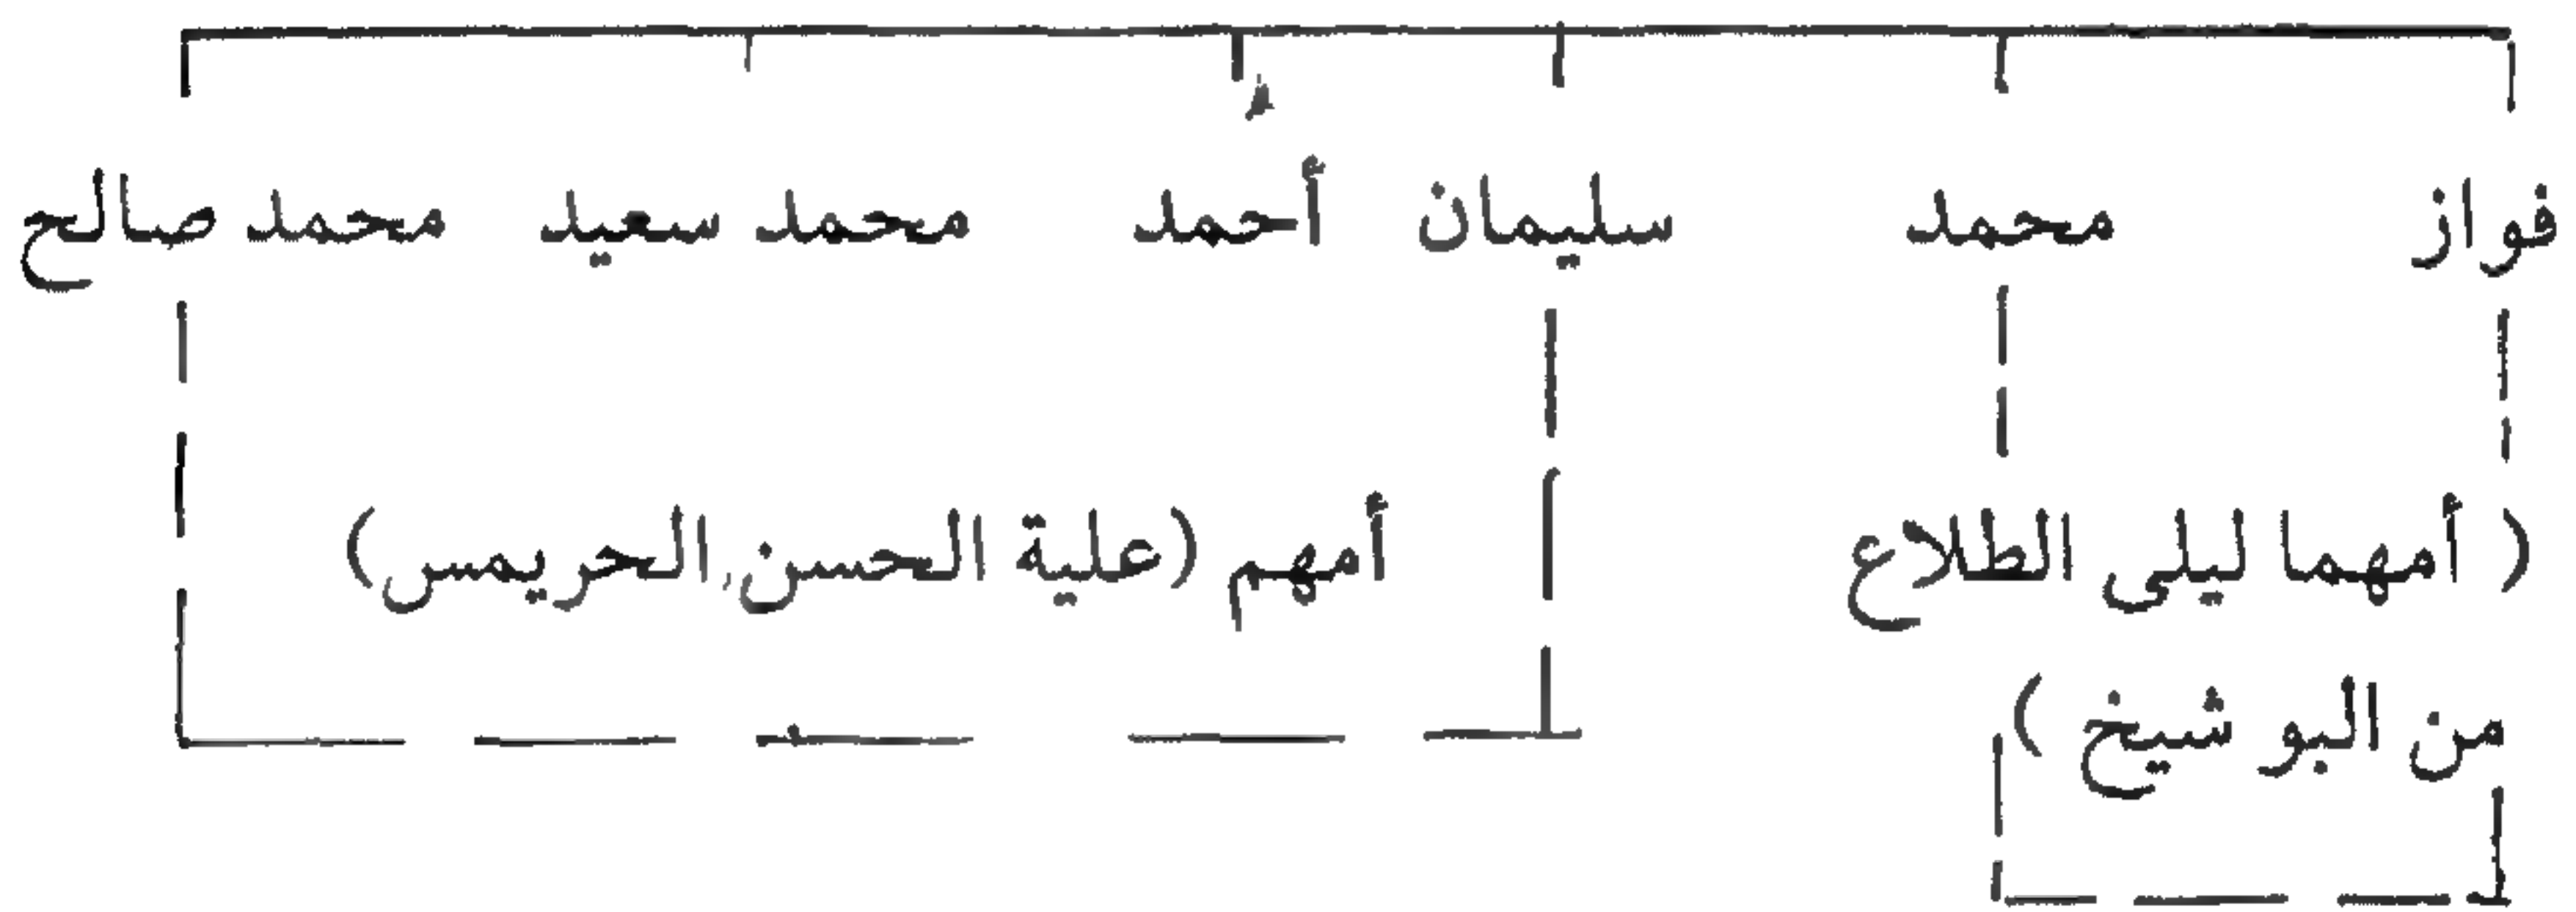 فواز محمد سليمان أحمد محمد سعيد محمد صالح
( أمهما ليلى الطلاع أمهم (علية الحسن الحريمس)
من البو شيخ )